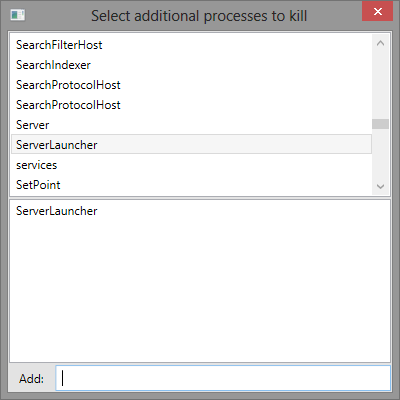 Select additional processes to kill
SearchFilterHost
SearchIndexer
SearchProtocolHost
SearchProtocolHost
Server
ServerLauncher
services
SetPoint
ServerLauncher
Add: